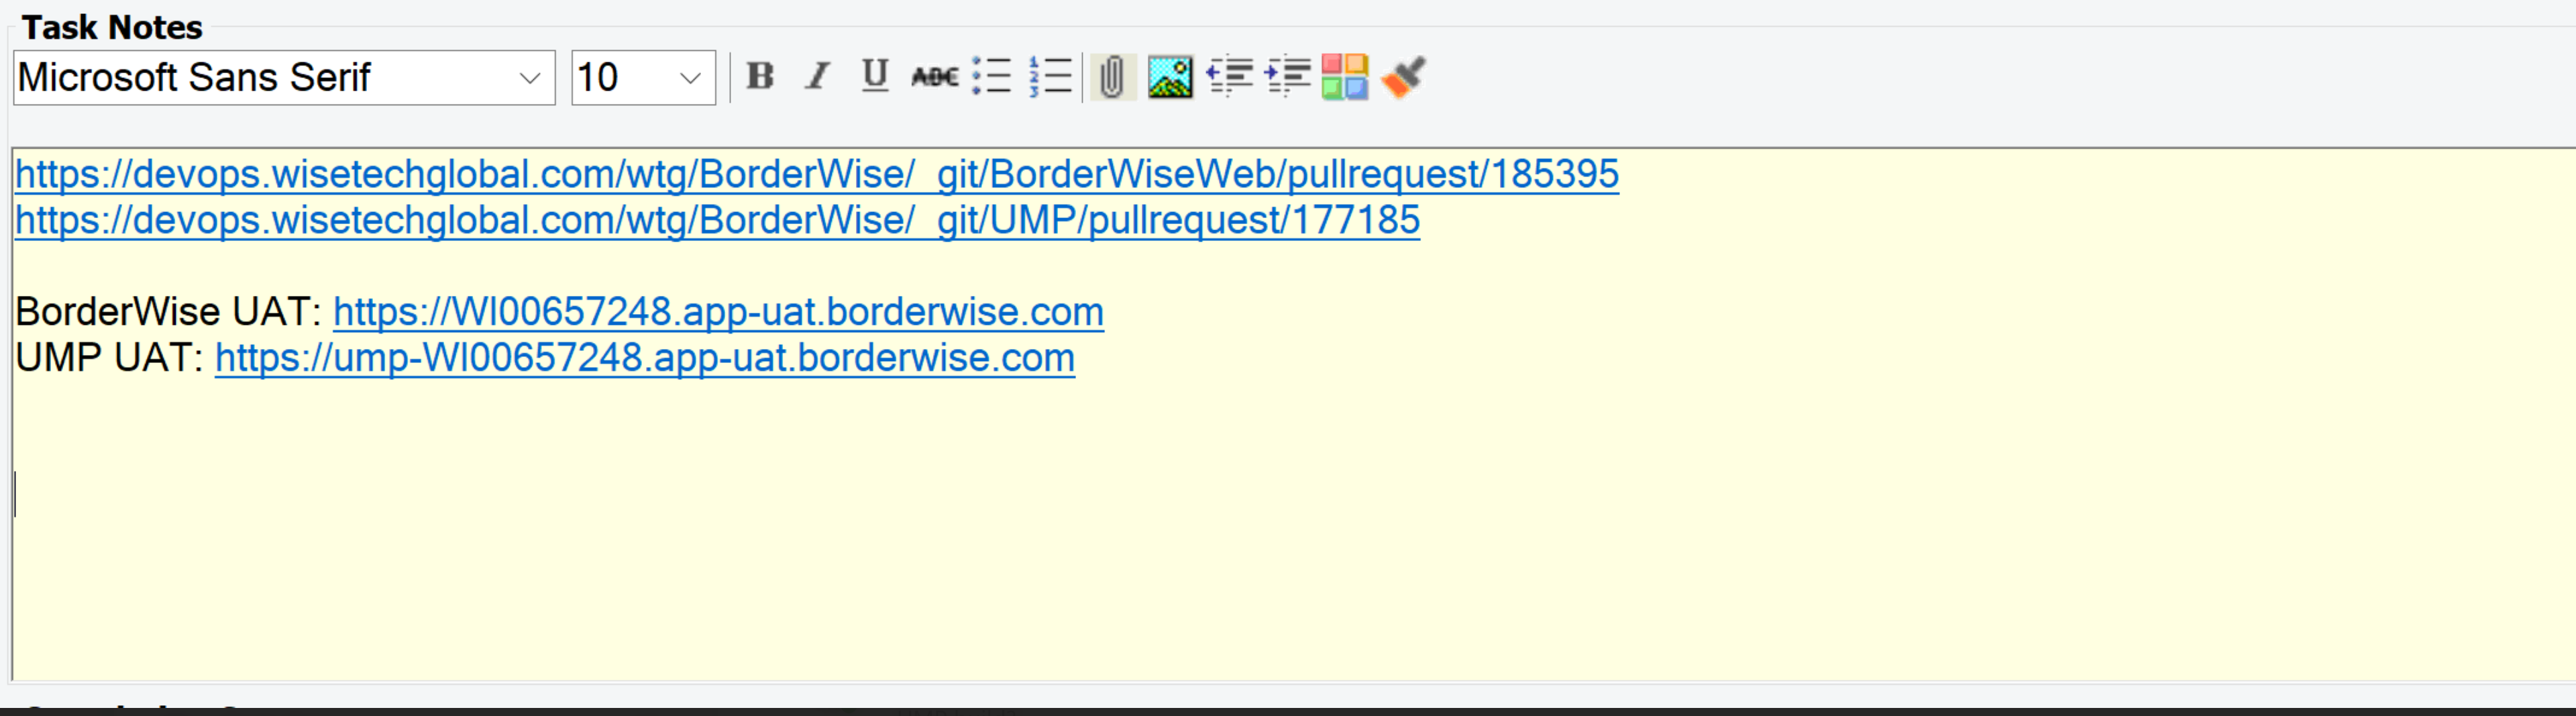 Task Notes
Microsoft Sans Serif 10 B I U ABC
https://devops.wisetechglobal.com/wtg/BorderWise/_git/BorderWiseWeb/pullrequest/185395
https://devops.wisetechglobal.com/wtg/BorderWise/_git/UMP/pullrequest/177185
BorderWise UAT: https://WI00657248.app-uat.borderwise.com
UMP UAT: https://ump-WI00657248.app-uat.borderwise.com